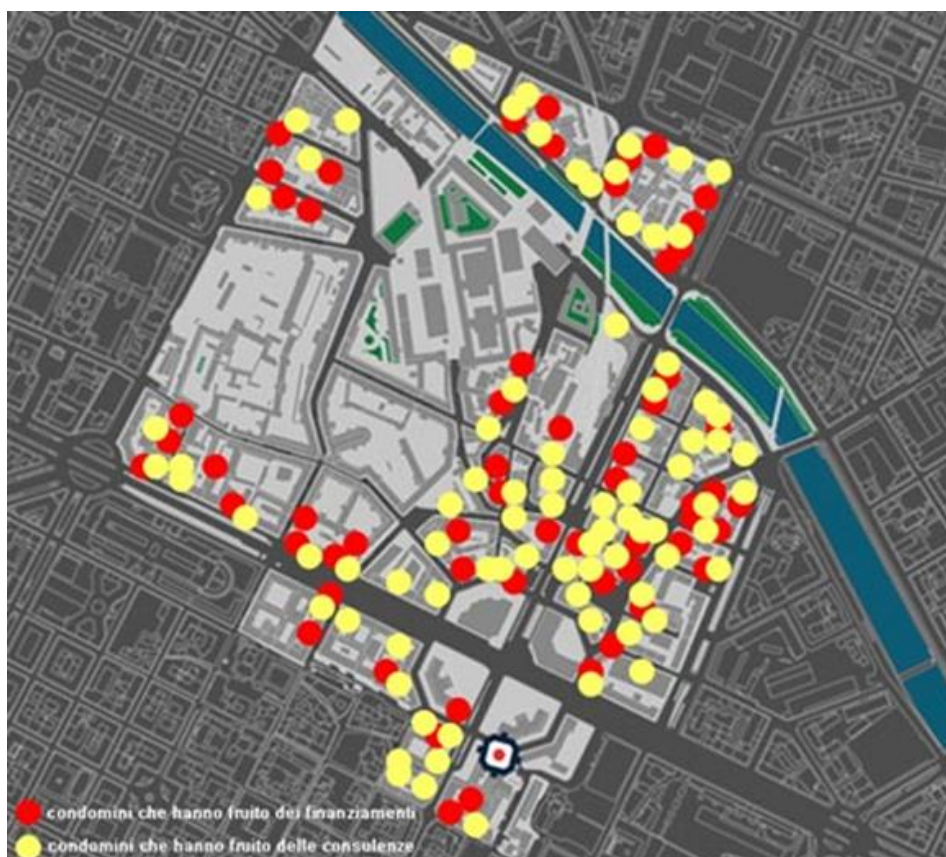 condomini che hanno fruito dei finanziamenti
condomini che hanno fruito delle consulenze